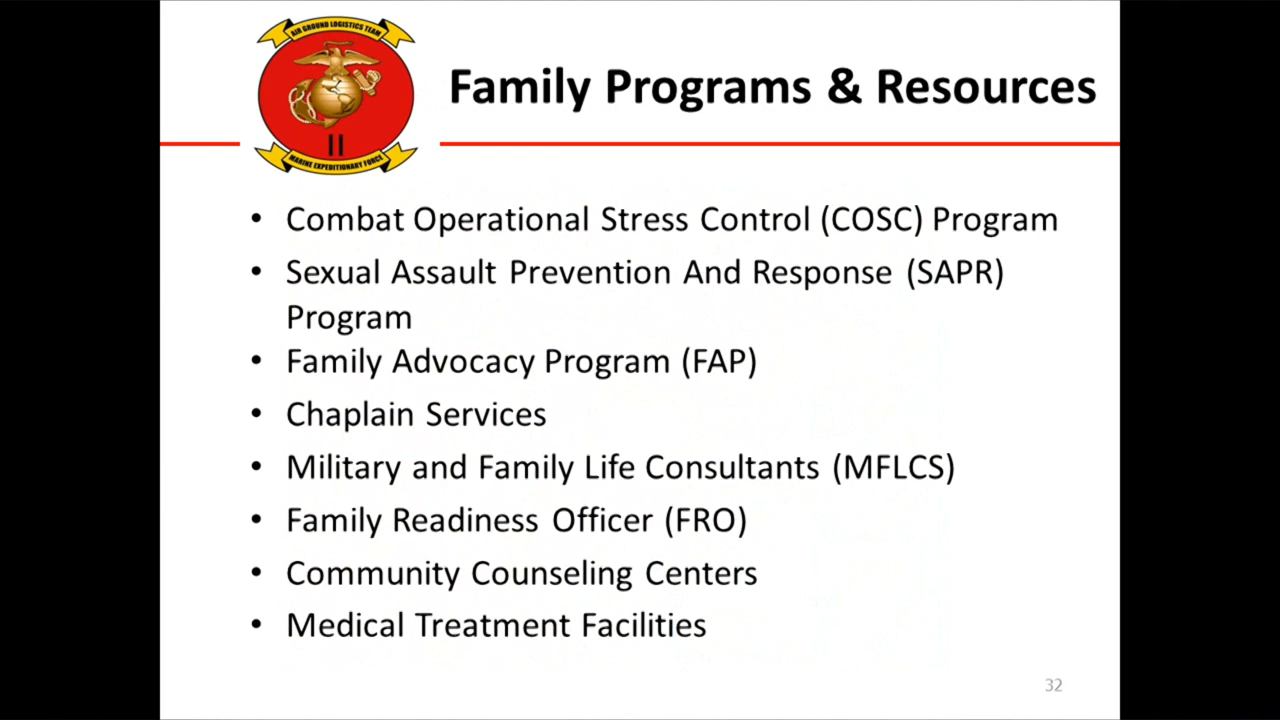 AIR GROUND LOGISTICS TEAM
II
MARINE EXPEDITIONARY FORCE
Family Programs & Resources
• Combat Operational Stress Control (COSC) Program
• Sexual Assault Prevention And Response (SAPR)
Program
• Family Advocacy Program (FAP)
• Chaplain Services
• Military and Family Life Consultants (MFLCS)
• Family Readiness Officer (FRO)
• Community Counseling Centers
• Medical Treatment Facilities
32